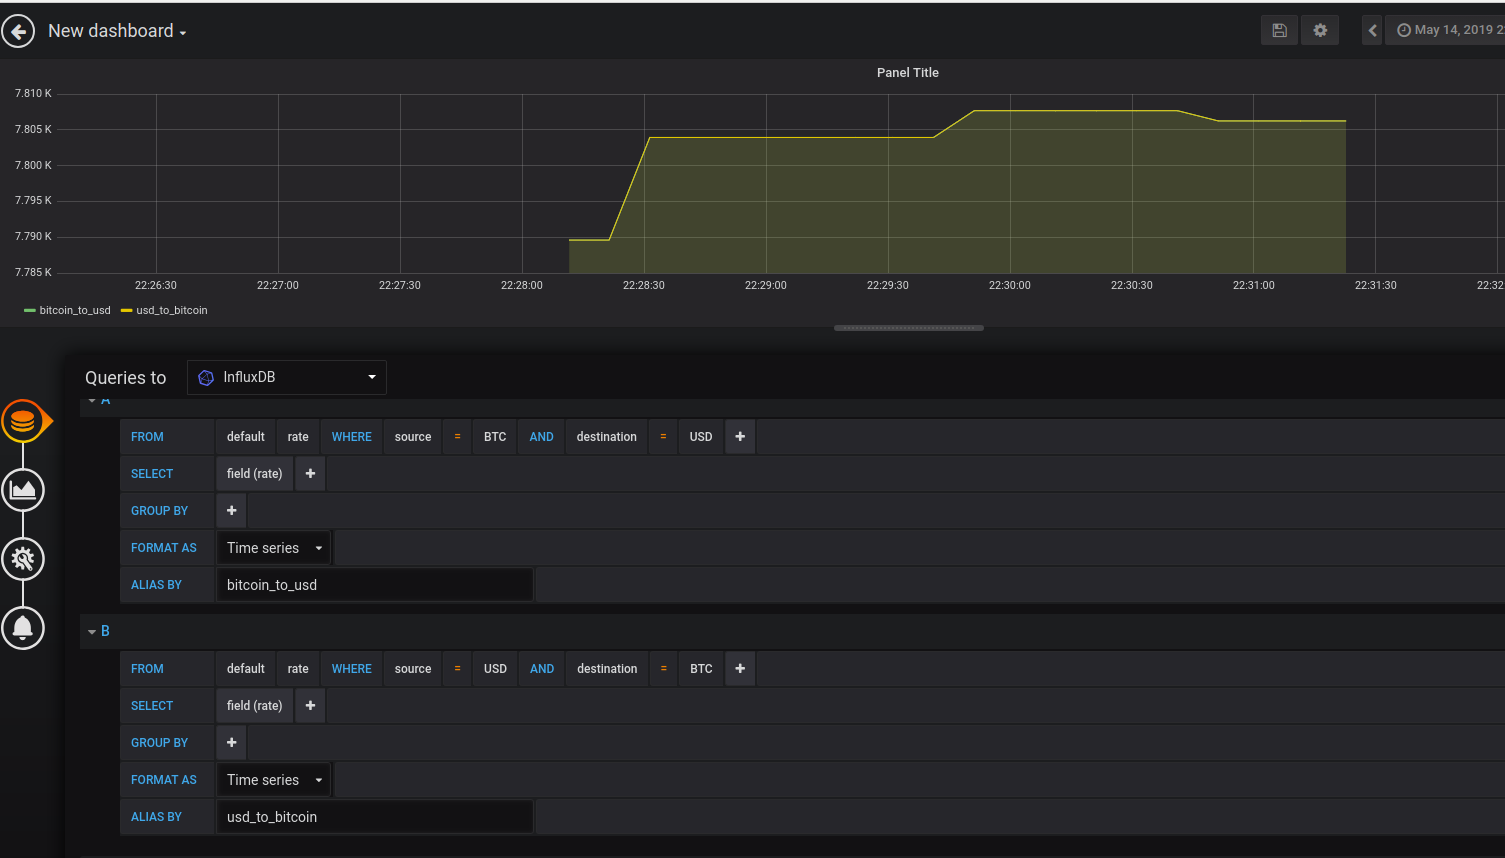 New dashboard
May 14, 2019 2
Panel Title
7.810 K
7.805 K
7.800 K
7.795 K
7.790 K
7.785 K
22:26:30 22:27:00 22:27:30 22:28:00 22:28:30 22:29:00 22:29:30 22:30:00 22:30:30 22:31:00 22:31:30 22:32
bitcoin_to_usd usd_to_bitcoin
Queries to InfluxDB
A
FROM default rate WHERE source = BTC AND destination = USD +
SELECT field (rate) +
GROUP BY +
FORMAT AS Time series
ALIAS BY bitcoin_to_usd
B
FROM default rate WHERE source = USD AND destination = BTC +
SELECT field (rate) +
GROUP BY +
FORMAT AS Time series
ALIAS BY usd_to_bitcoin